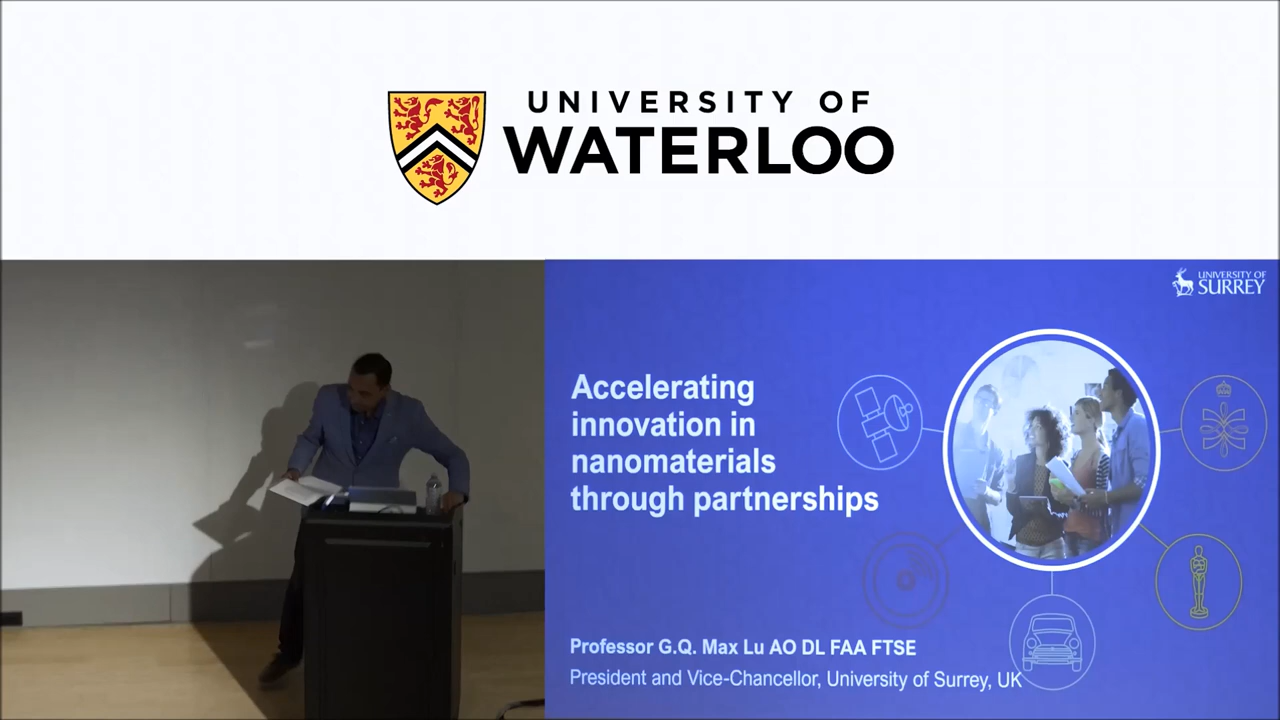 UNIVERSITY OF
WATERLOO
UNIVERSITY OF
SURREY
Accelerating
innovation in
nanomaterials
through partnerships
Professor G.Q. Max Lu AO DL FAA FTSE
President and Vice-Chancellor, University of Surrey, UK